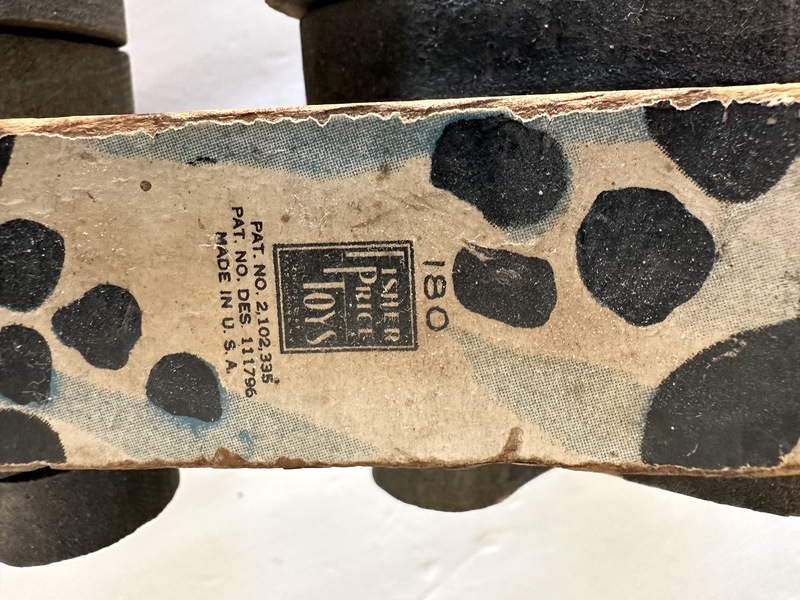 180
FISHER
PRICE
TOYS
PAT. NO. 2,102,335
PAT. NO. DES. 111796
MADE IN U. S. A.